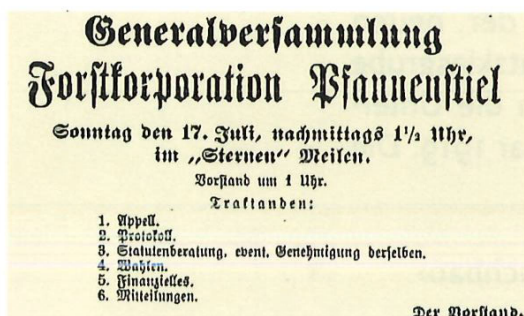 Generalversammlung
Forstkorporation Pfannenstiel
Sonntag den 17. Juli, nachmittags 1½ Uhr,
im „Sternen“ Meilen.
Vorstand um 1 Uhr.
Traktanden:
1. Appell.
2. Protokoll.
3. Statutenberatung, event. Genehmigung derselben.
4. Wahlen.
5. Finanzielles.
6. Mitteilungen.
Der Vorstand.